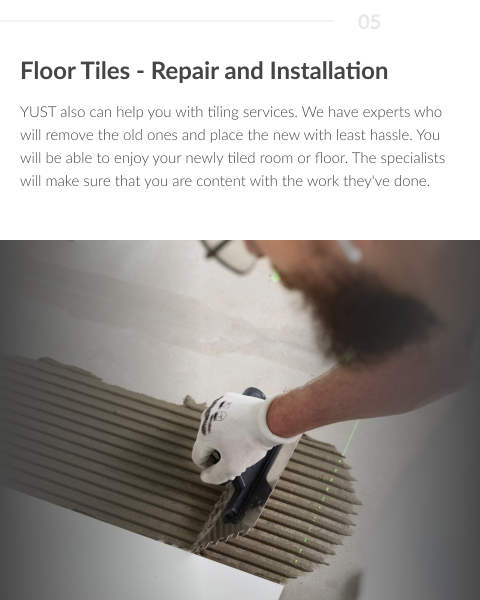 05
Floor Tiles - Repair and Installation
YUST also can help you with tiling services. We have experts who
will remove the old ones and place the new with least hassle. You
will be able to enjoy your newly tiled room or floor. The specialists
will make sure that you are content with the work they've done.